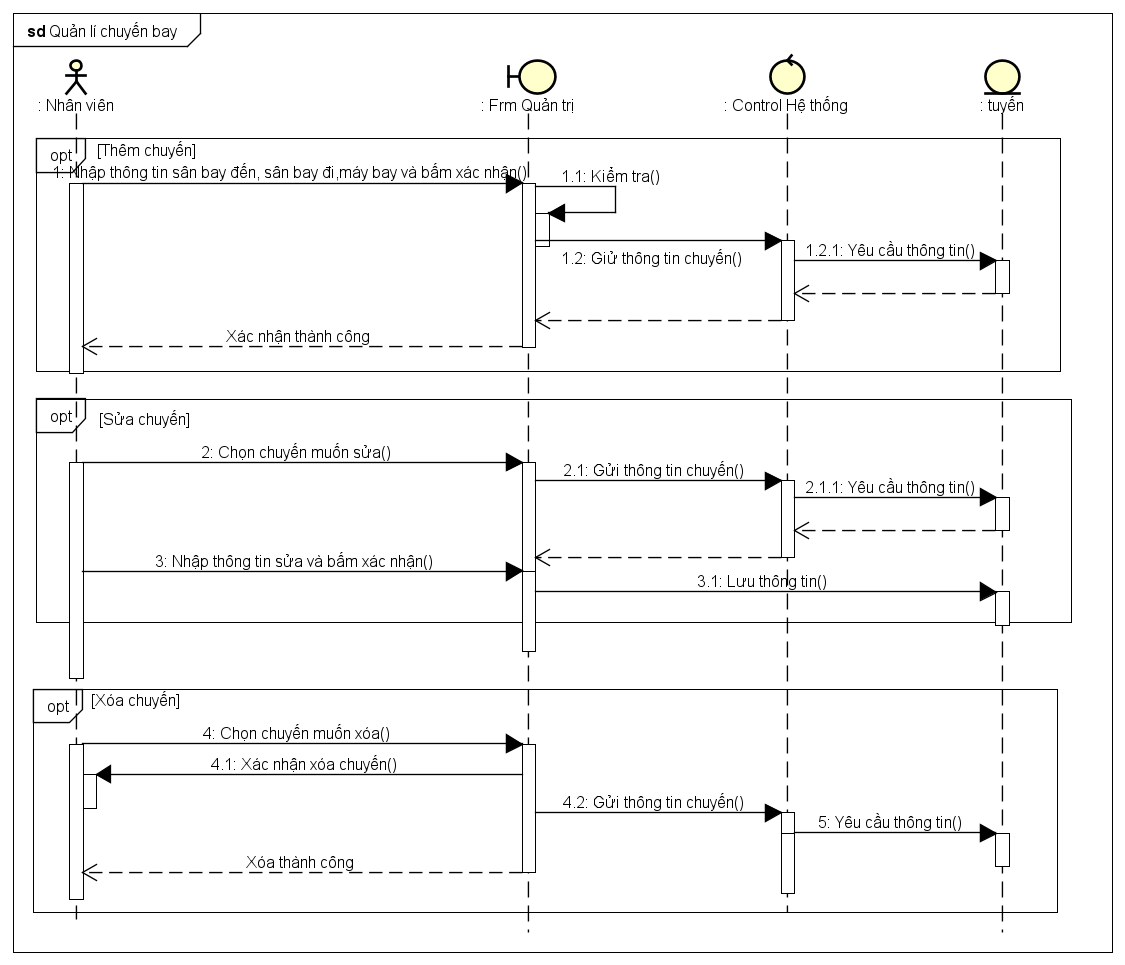 sd Quản lí chuyến bay
: Nhân viên
: Frm Quản trị
: Control Hệ thống
: tuyến
opt
[Thêm chuyến]
1: Nhập thông tin sân bay đến, sân bay đi,máy bay và bấm xác nhận()
1.1: Kiểm tra()
1.2: Giử thông tin chuyến()
1.2.1: Yêu cầu thông tin()
Xác nhận thành công
opt
[Sửa chuyến]
2: Chọn chuyến muốn sửa()
2.1: Gửi thông tin chuyến()
2.1.1: Yêu cầu thông tin()
3: Nhập thông tin sửa và bấm xác nhận()
3.1: Lưu thông tin()
opt
[Xóa chuyến]
4: Chọn chuyến muốn xóa()
4.1: Xác nhận xóa chuyến()
4.2: Gửi thông tin chuyến()
5: Yêu cầu thông tin()
Xóa thành công